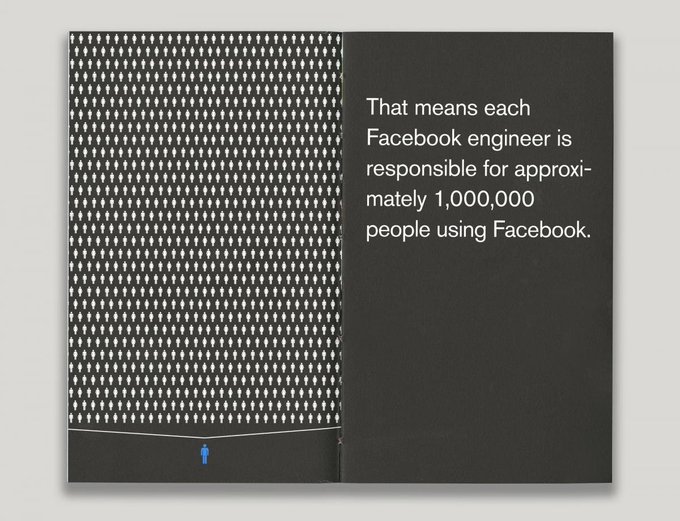 That means each
Facebook engineer is
responsible for approxi-
mately 1,000,000
people using Facebook.